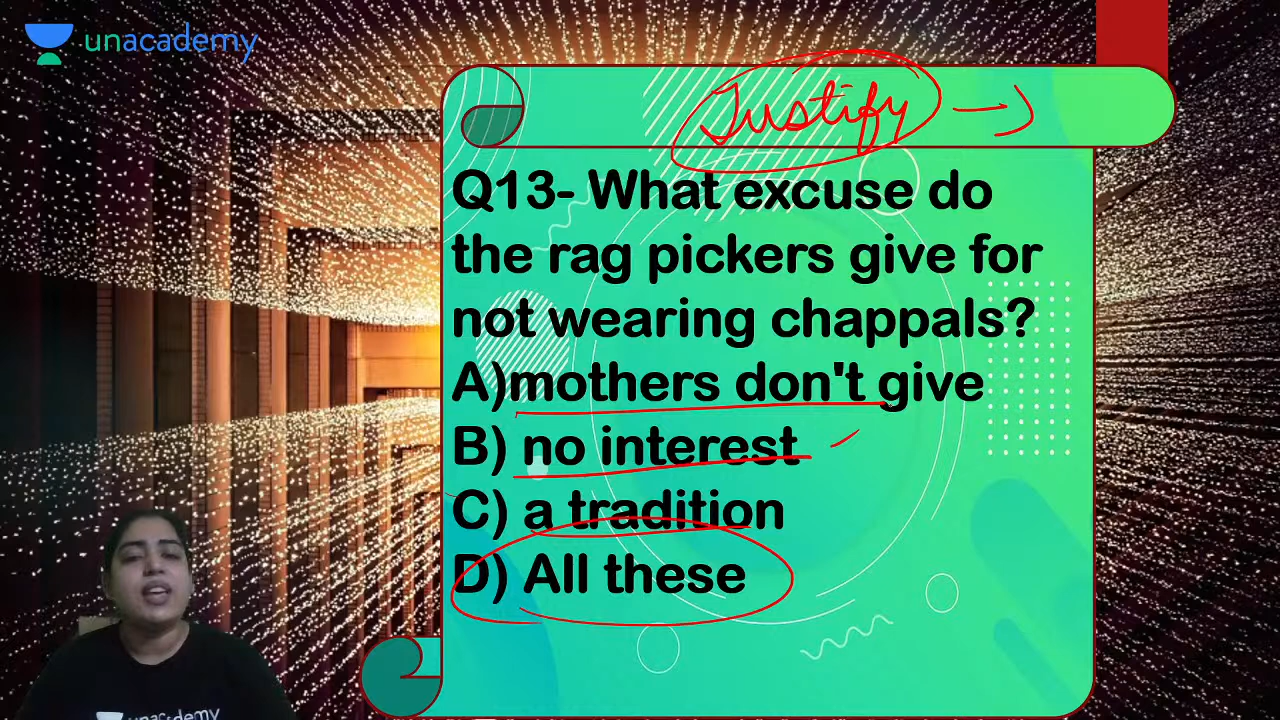 unacademy
Justify
Q13- What excuse do
the rag pickers give for
not wearing chappals?
A)mothers don't give
B) no interest
C) a tradition
D) All these
unacademy